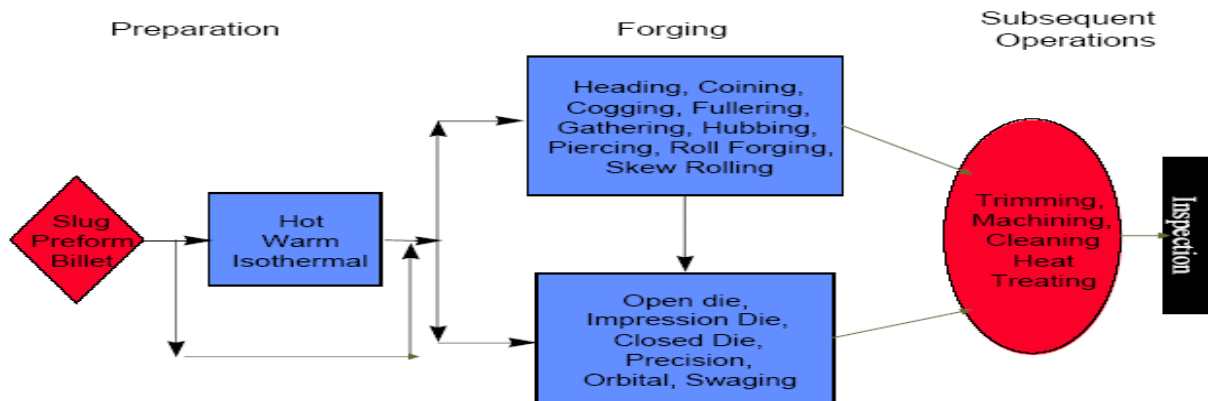 Preparation
Forging
Subsequent
Operations
Slug
Preform
Billet
Hot
Warm
Isothermal
Heading, Coining,
Cogging, Fullering,
Gathering, Hubbing,
Piercing, Roll Forging,
Skew Rolling
Open die,
Impression Die,
Closed Die,
Precision,
Orbital, Swaging
Trimming,
Machining,
Cleaning
Heat
Treating
Inspection